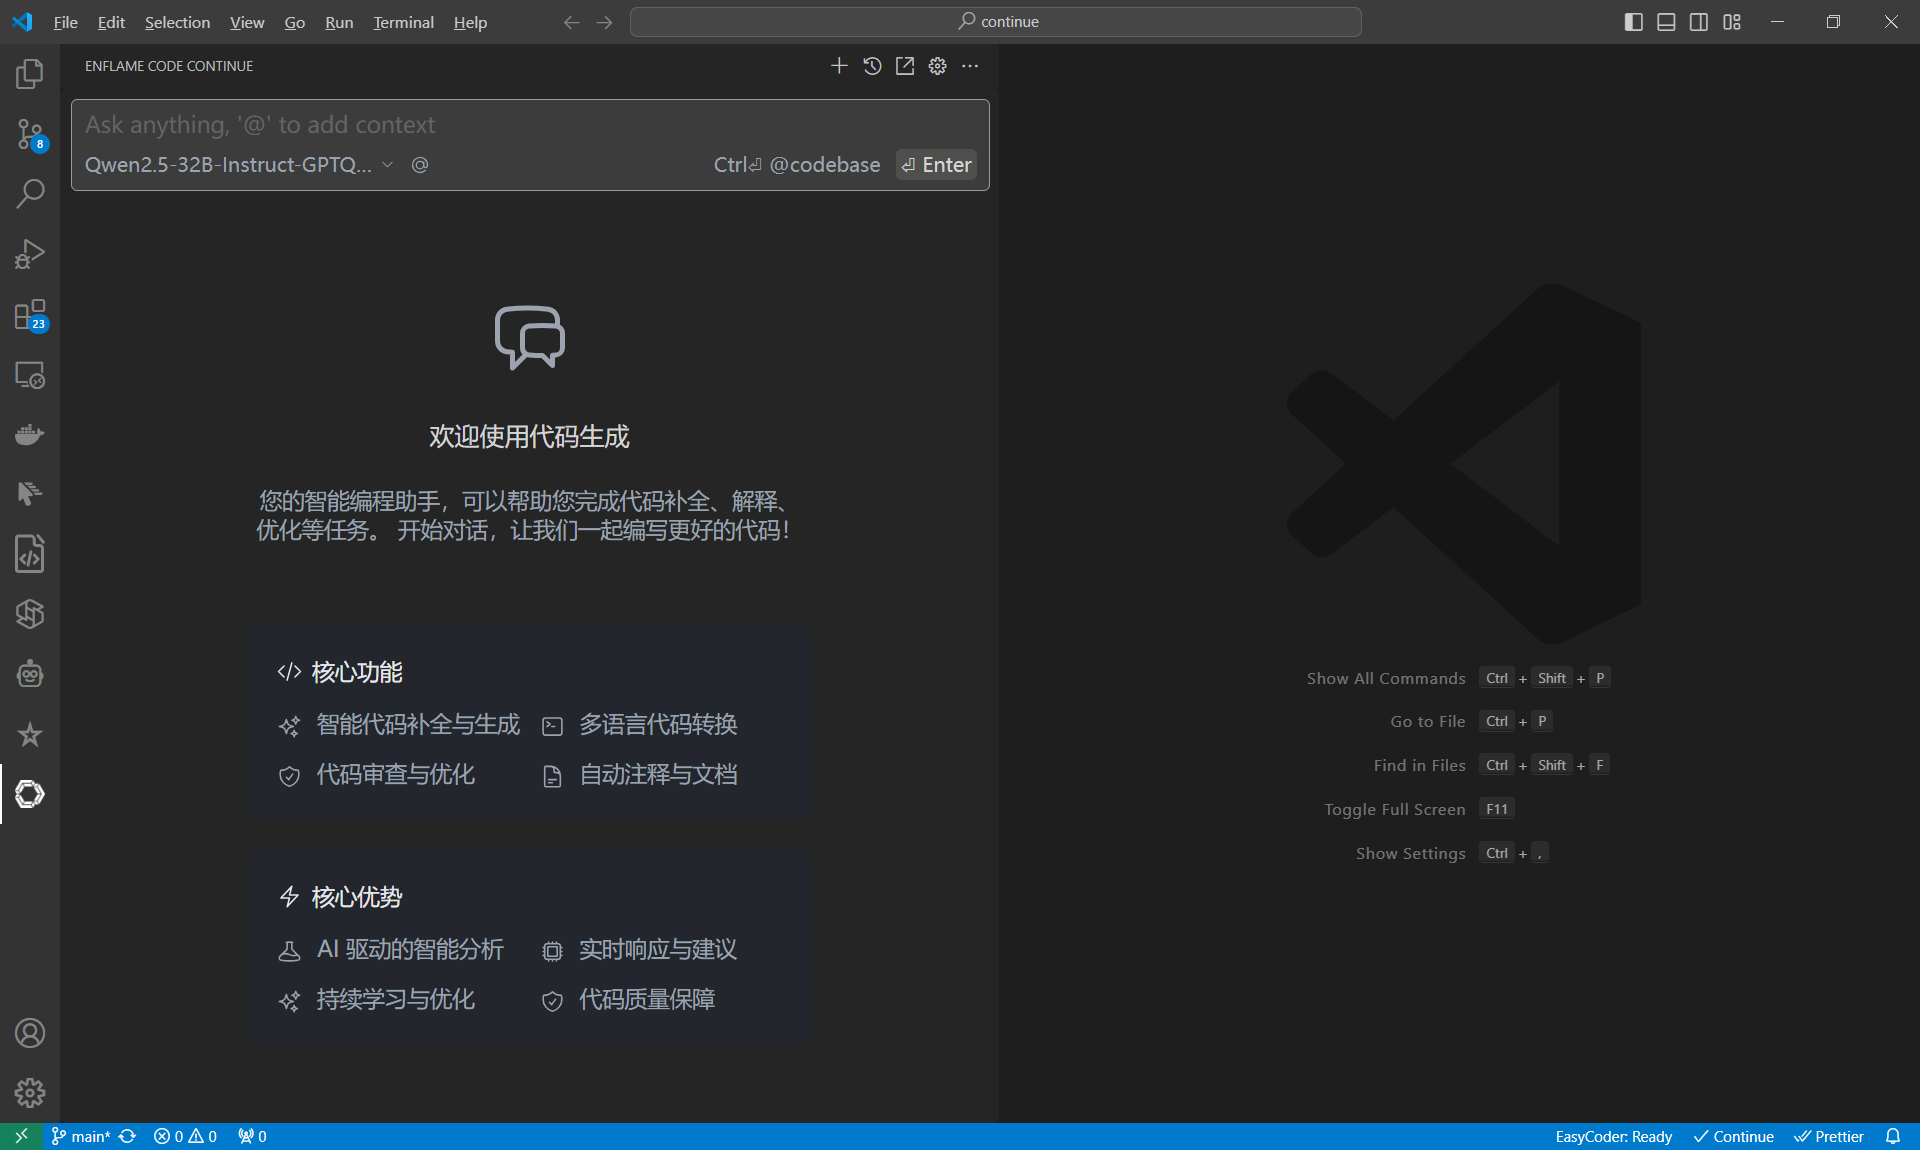 File Edit Selection View Go Run Terminal Help
continue
ENFLAME CODE CONTINUE
Ask anything, '@' to add context
Qwen2.5-32B-Instruct-GPTQ... @ Ctrl⏎ @codebase ⏎ Enter
8
23
欢迎使用代码生成
您的智能编程助手，可以帮助您完成代码补全、解释、
优化等任务。 开始对话，让我们一起编写更好的代码！
核心功能
智能代码补全与生成 多语言代码转换
代码审查与优化 自动注释与文档
核心优势
AI 驱动的智能分析 实时响应与建议
持续学习与优化 代码质量保障
Show All Commands Ctrl + Shift + P
Go to File Ctrl + P
Find in Files Ctrl + Shift + F
Toggle Full Screen F11
Show Settings Ctrl + ,
main* 0 0 0 EasyCoder: Ready Continue Prettier